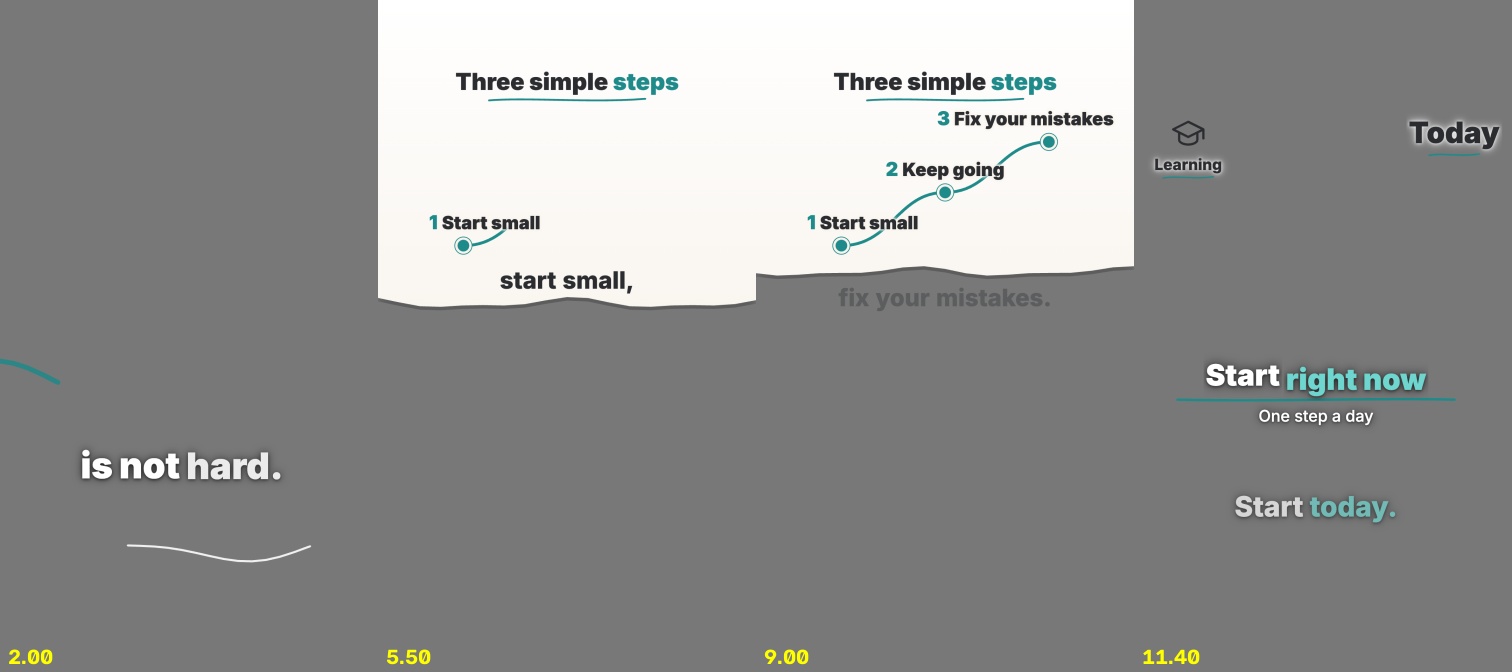 is not hard.
2.00
Three simple steps
1 Start small
start small,
5.50
Three simple steps
3 Fix your mistakes
2 Keep going
1 Start small
fix your mistakes.
9.00
Today
Learning
Start right now
One step a day
Start today.
11.40